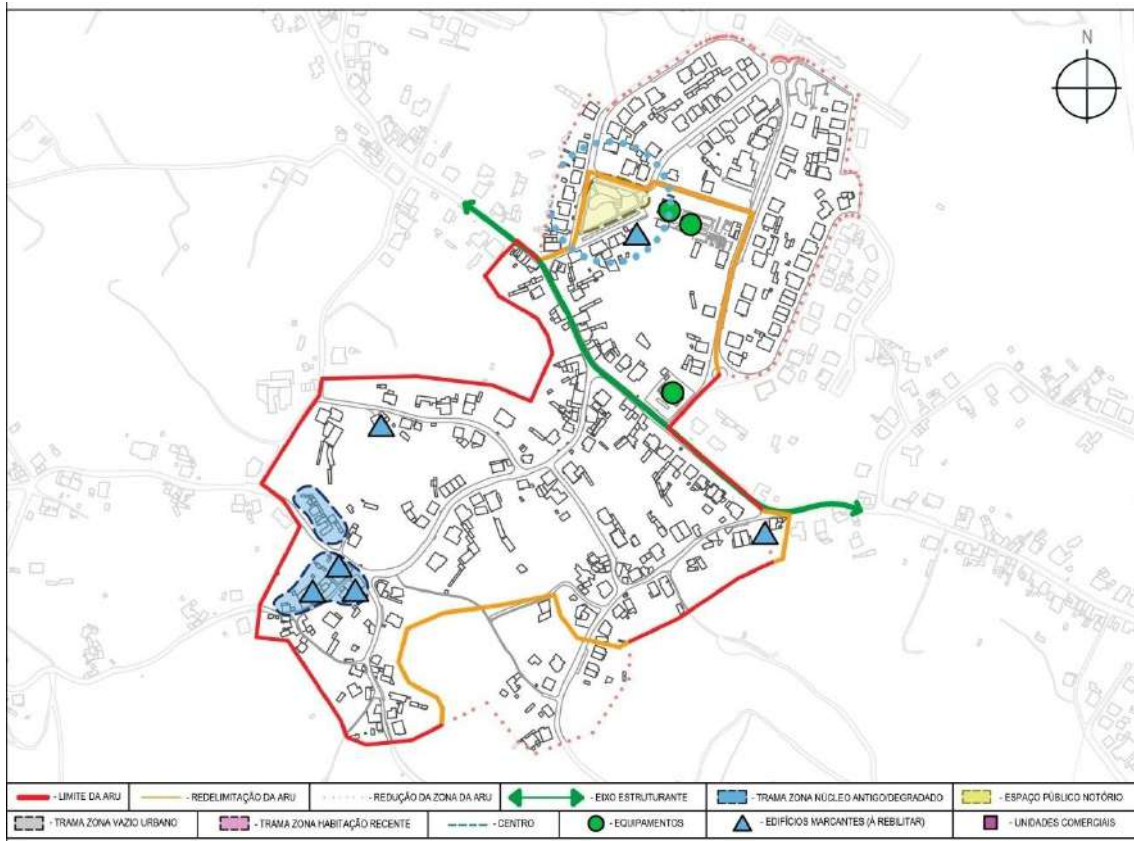 N
- LIMITE DA ARU - REDELIMITAÇÃO DA ARU - REDUÇÃO DA ZONA DA ARU - EIXO ESTRUTURANTE - TRAMA ZONA NÚCLEO ANTIGO/DEGRADADO - ESPAÇO PÚBLICO NOTÓRIO
- TRAMA ZONA VAZIO URBANO - TRAMA ZONA HABITAÇÃO RECENTE - CENTRO - EQUIPAMENTOS - EDIFÍCIOS MARCANTES (À REBILITAR) - UNIDADES COMERCIAIS